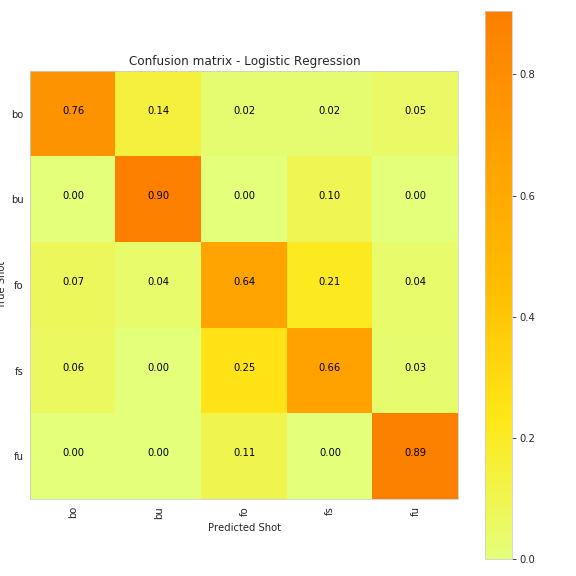 Confusion matrix - Logistic Regression
bo 0.76 0.14 0.02 0.02 0.05
bu 0.00 0.90 0.00 0.10 0.00
fo 0.07 0.04 0.64 0.21 0.04
fs 0.06 0.00 0.25 0.66 0.03
fu 0.00 0.00 0.11 0.00 0.89
bo bu fo fs fu
Predicted Shot
True Shot
0.8
0.6
0.4
0.2
0.0